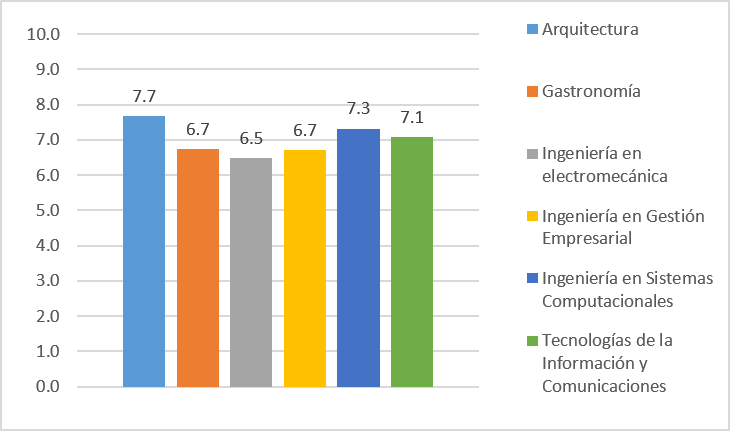 10.0
9.0
8.0
7.0
6.0
5.0
4.0
3.0
2.0
1.0
0.0
7.7
6.7
6.5
6.7
7.3
7.1
Arquitectura
Gastronomía
Ingeniería en
electromecánica
Ingeniería en Gestión
Empresarial
Ingeniería en Sistemas
Computacionales
Tecnologías de la
Información y
Comunicaciones